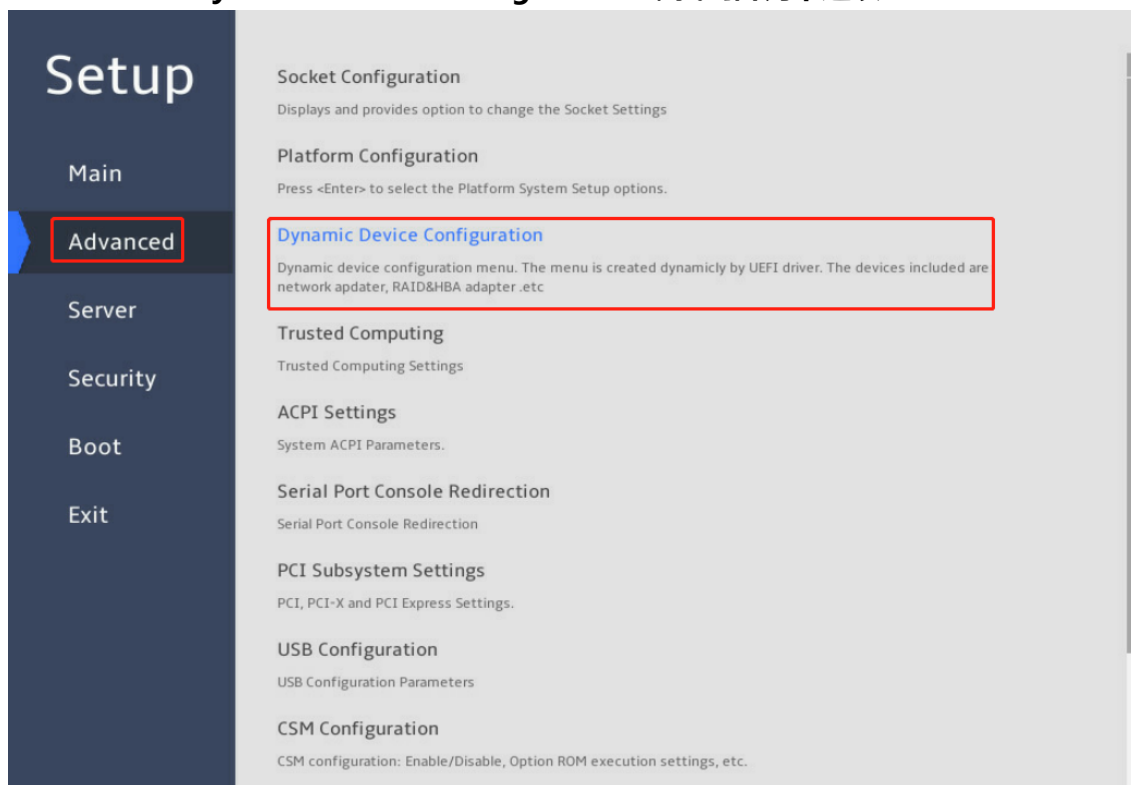 Setup
Main
Advanced
Server
Security
Boot
Exit
Socket Configuration
Displays and provides option to change the Socket Settings
Platform Configuration
Press <Enter> to select the Platform System Setup options.
Dynamic Device Configuration
Dynamic device configuration menu. The menu is created dynamicly by UEFI driver. The devices included are
network apdater, RAID&HBA adapter .etc
Trusted Computing
Trusted Computing Settings
ACPI Settings
System ACPI Parameters.
Serial Port Console Redirection
Serial Port Console Redirection
PCI Subsystem Settings
PCI, PCI-X and PCI Express Settings.
USB Configuration
USB Configuration Parameters
CSM Configuration
CSM configuration: Enable/Disable, Option ROM execution settings, etc.